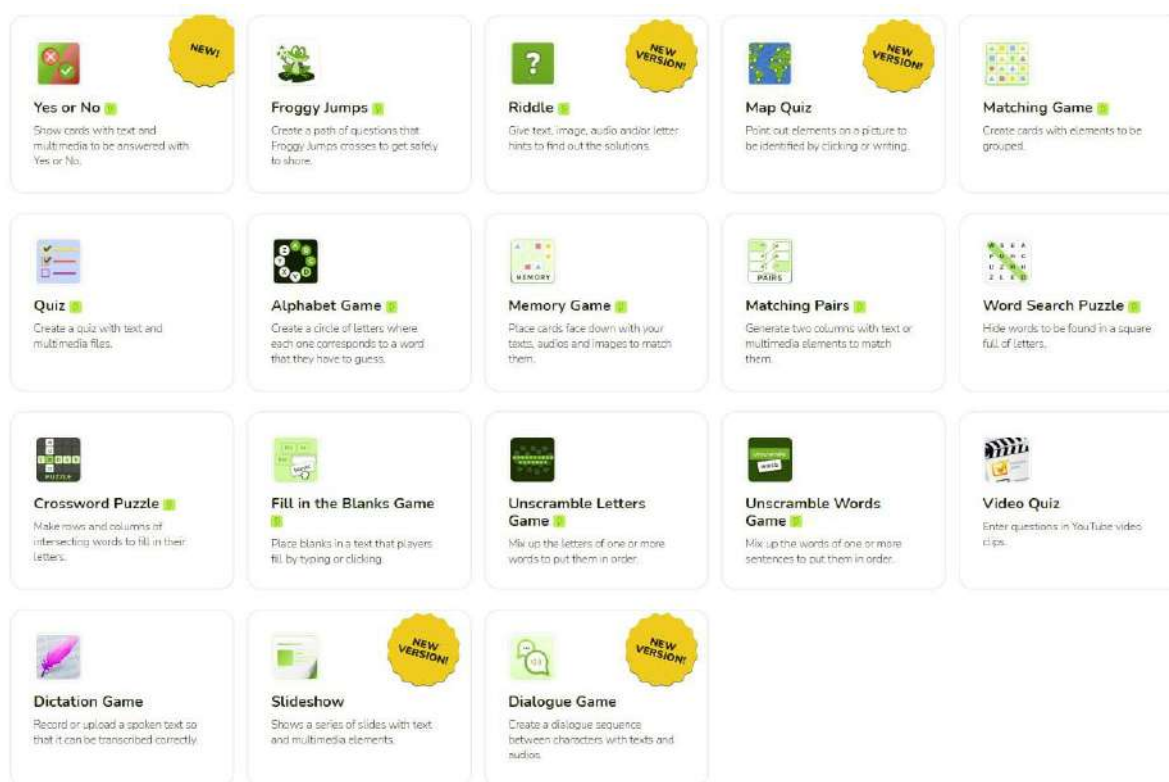 NEW!
Yes or No
Show cards with text and
multimedia to be answered with
Yes or No.
Froggy Jumps
Create a path of questions that
Froggy Jumps crosses to get safely
to shore.
NEW
VERSION!
Riddle
Give text, image, audio and/or letter
hints to find out the solutions.
NEW
VERSION!
Map Quiz
Point out elements on a picture to
be identified by clicking or writing.
Matching Game
Create cards with elements to be
grouped.
Quiz
Create a quiz with text and
multimedia files.
Alphabet Game
Create a circle of letters where
each one corresponds to a word
that they have to guess.
MEMORY
Memory Game
Place cards face down with your
texts, audios and images to match
them.
PAIRS
Matching Pairs
Generate two columns with text or
multimedia elements to match
them.
Word Search Puzzle
Hide words to be found in a square
full of letters.
PUZZLE
Crossword Puzzle
Make rows and columns of
intersecting words to fill in their
letters.
Fill in the Blanks Game
Place blanks in a text that players
fill by typing or clicking.
Unscramble Letters
Game
Mix up the letters of one or more
words to put them in order.
words
Unscramble Words
Game
Mix up the words of one or more
sentences to put them in order.
Video Quiz
Enter questions in YouTube video
clips.
Dictation Game
Record or upload a spoken text so
that it can be transcribed correctly.
NEW
VERSION!
Slideshow
Shows a series of slides with text
and multimedia elements.
NEW
VERSION!
Dialogue Game
Create a dialogue sequence
between characters with texts and
audios.